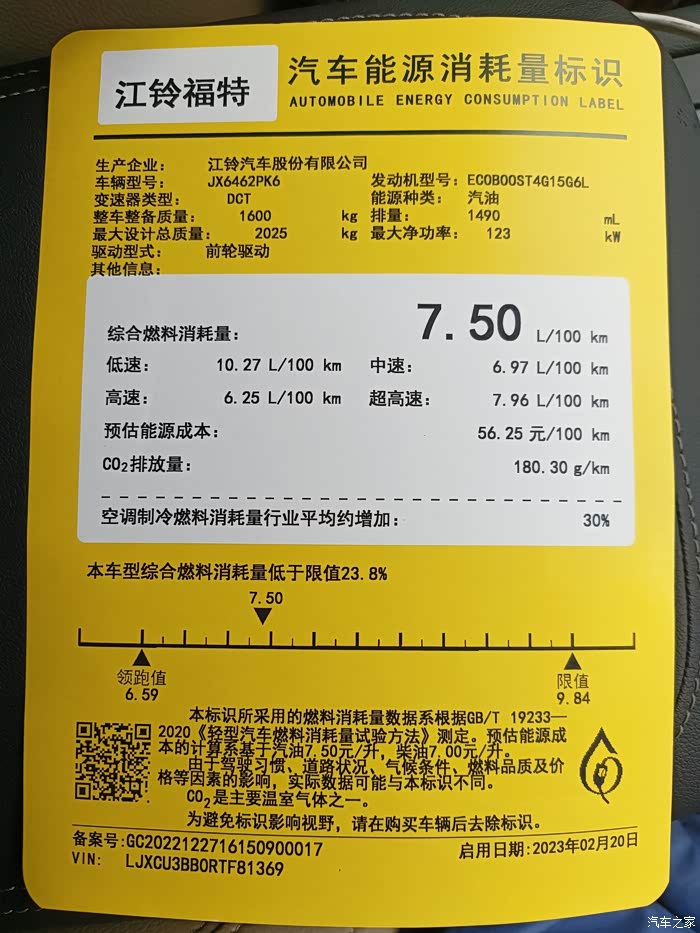 江铃福特
汽车能源消耗量标识
AUTOMOBILE ENERGY CONSUMPTION LABEL
生产企业： 江铃汽车股份有限公司
车辆型号： JX6462PK6 发动机型号：ECOBOOST4G15G6L
变速器类型： DCT 能源种类： 汽油
整车整备质量： 1600 kg 排量： 1490 mL
最大设计总质量： 2025 kg 最大净功率： 123 kW
驱动型式： 前轮驱动
其他信息：
综合燃料消耗量： 7.50 L/100 km
低速： 10.27 L/100 km 中速： 6.97 L/100 km
高速： 6.25 L/100 km 超高速： 7.96 L/100 km
预估能源成本： 56.25 元/100 km
CO₂排放量： 180.30 g/km
空调制冷燃料消耗量行业平均约增加： 30%
本车型综合燃料消耗量低于限值23.8%
7.50
领跑值 限值
6.59 9.84
本标识所采用的燃料消耗量数据系根据GB/T 19233—
2020《轻型汽车燃料消耗量试验方法》测定。预估能源成
本的计算系基于汽油7.50元/升，柴油7.00元/升。
由于驾驶习惯、道路状况、气候条件、燃料品质及价
格等因素的影响，实际数据可能与本标识不同。
CO₂是主要温室气体之一。
为避免标识影响视野，请在购买车辆后去除标识。
备案号:GC2022122716150900017 启用日期:2023年02月20日
VIN: LJXCU3BB0RTF81369
汽车之家